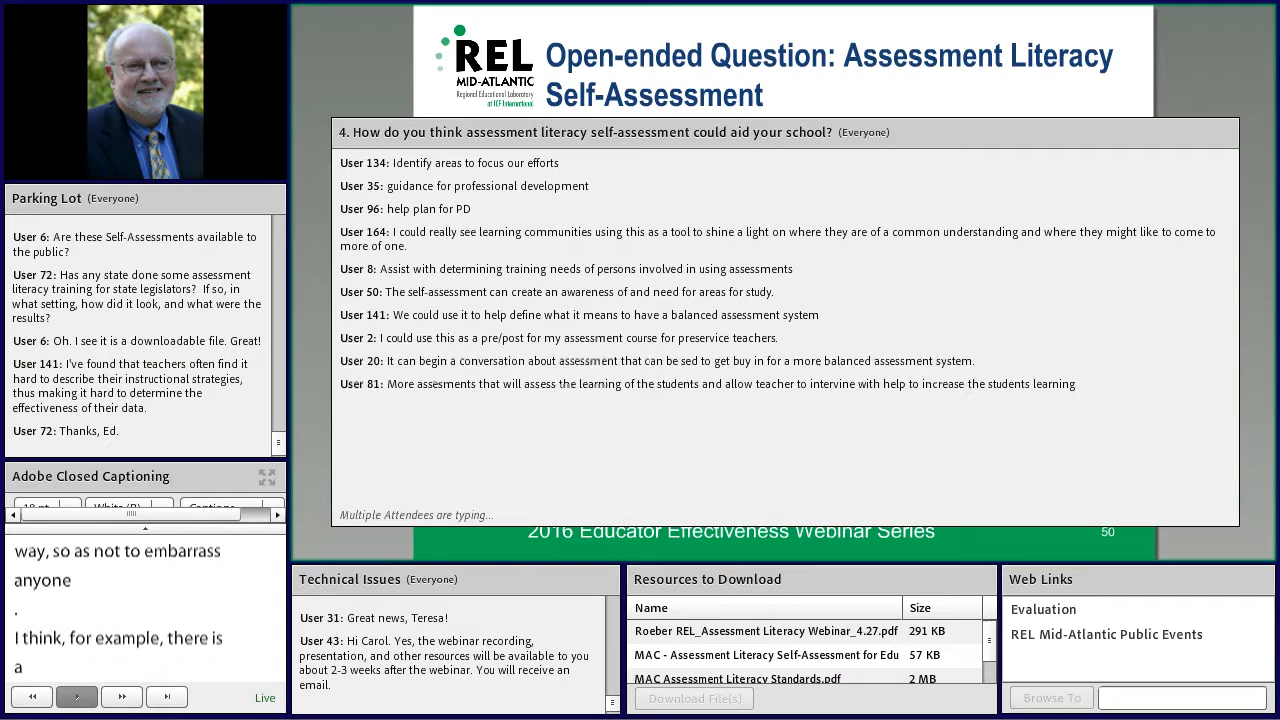 REL
MID-ATLANTIC
Regional Educational Laboratory
at ICF International
Open-ended Question: Assessment Literacy
Self-Assessment
4. How do you think assessment literacy self-assessment could aid your school? (Everyone)
User 134: Identify areas to focus our efforts
User 35: guidance for professional development
User 96: help plan for PD
User 164: I could really see learning communities using this as a tool to shine a light on where they are of a common understanding and where they might like to come to
more of one.
User 8: Assist with determining training needs of persons involved in using assessments
User 50: The self-assessment can create an awareness of and need for areas for study.
User 141: We could use it to help define what it means to have a balanced assessment system
User 2: I could use this as a pre/post for my assessment course for preservice teachers.
User 20: It can begin a conversation about assessment that can be sed to get buy in for a more balanced assessment system.
User 81: More assesments that will assess the learning of the students and allow teacher to intervine with help to increase the students learning
Multiple Attendees are typing...
2016 Educator Effectiveness Webinar Series
50
Parking Lot (Everyone)
User 6: Are these Self-Assessments available to
the public?
User 72: Has any state done some assessment
literacy training for state legislators? If so, in
what setting, how did it look, and what were the
results?
User 6: Oh. I see it is a downloadable file. Great!
User 141: I've found that teachers often find it
hard to describe their instructional strategies,
thus making it hard to determine the
effectiveness of their data.
User 72: Thanks, Ed.
Adobe Closed Captioning
18 pt
White (B)
Captions
way, so as not to embarrass
anyone
.
I think, for example, there is
a
Live
Technical Issues (Everyone)
User 31: Great news, Teresa!
User 43: Hi Carol. Yes, the webinar recording,
presentation, and other resources will be available to you
about 2-3 weeks after the webinar. You will receive an
email.
Resources to Download
Name Size
Roeber REL_Assessment Literacy Webinar_4.27.pdf 291 KB
MAC - Assessment Literacy Self-Assessment for Edu 57 KB
MAC Assessment Literacy Standards.pdf 2 MB
Download File(s)
Web Links
Evaluation
REL Mid-Atlantic Public Events
Browse To